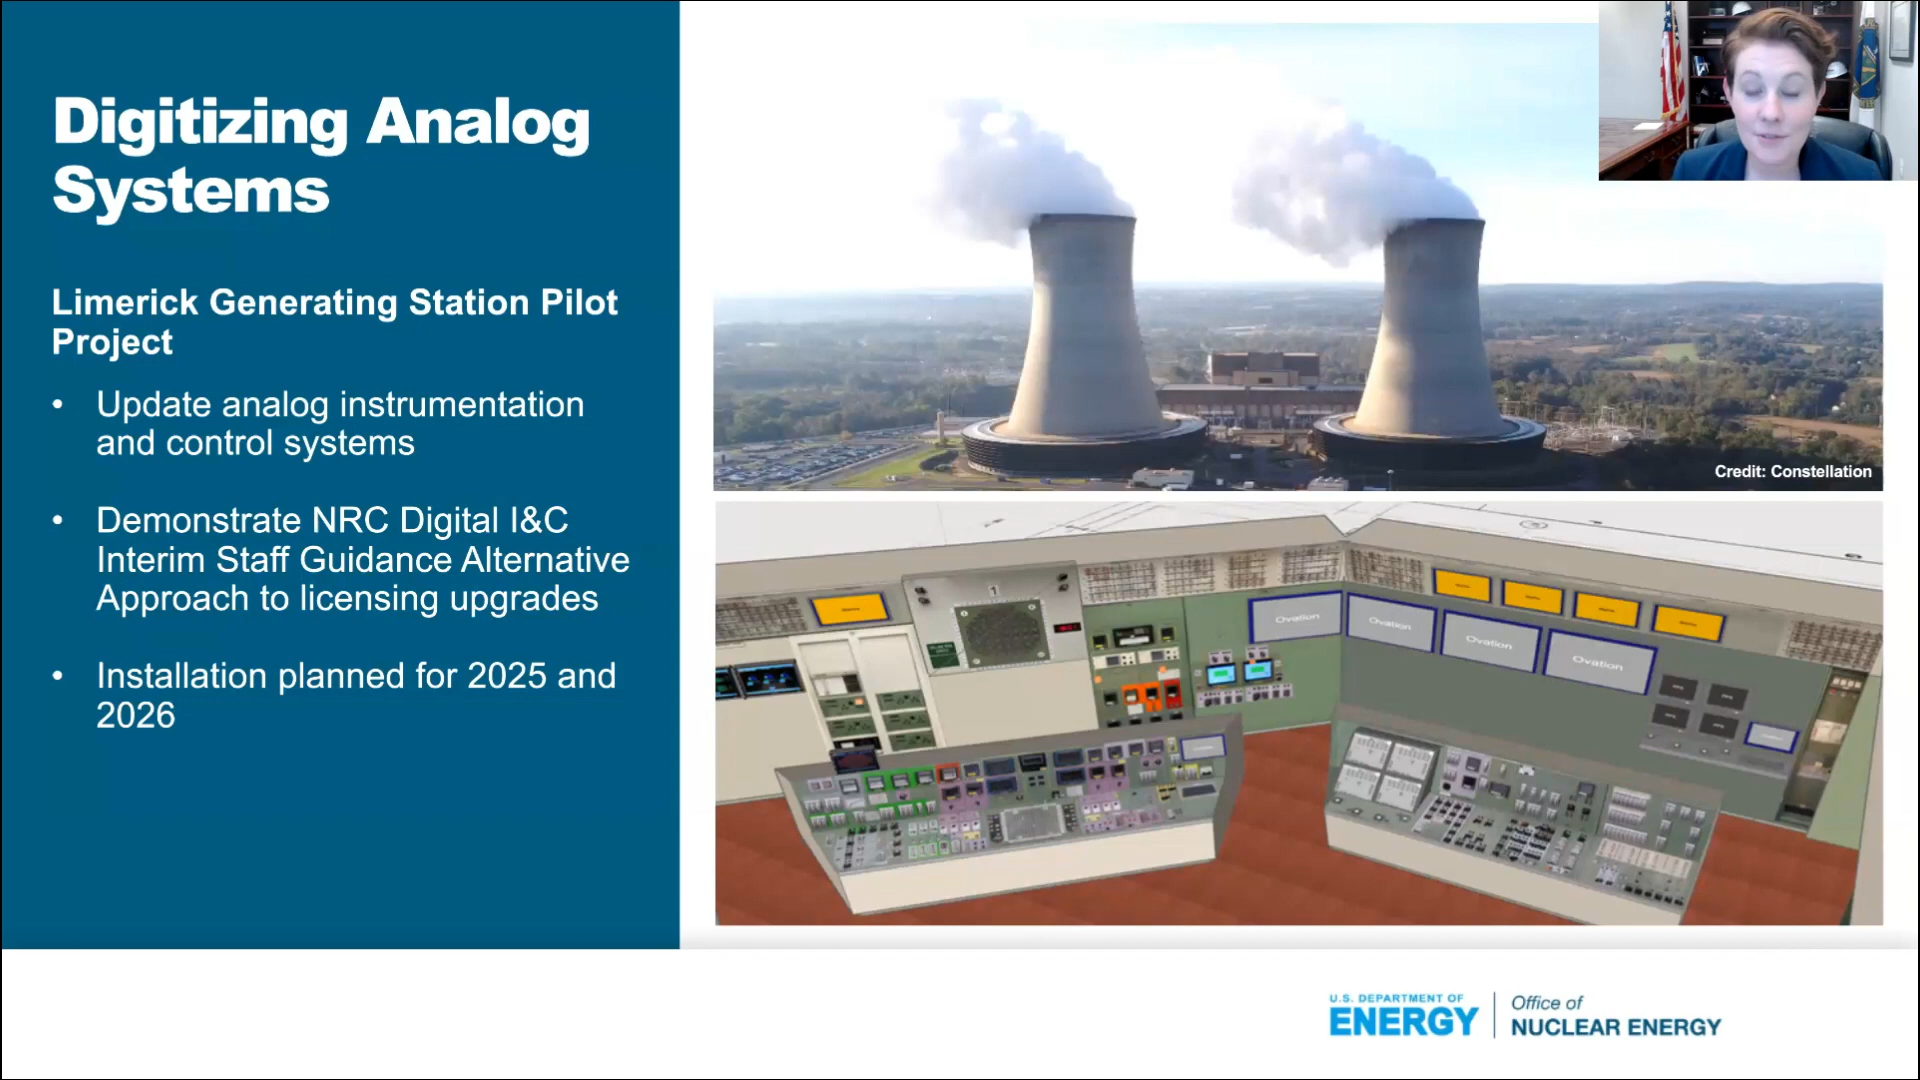 Digitizing Analog
Systems
Limerick Generating Station Pilot
Project
• Update analog instrumentation
and control systems
• Demonstrate NRC Digital I&C
Interim Staff Guidance Alternative
Approach to licensing upgrades
• Installation planned for 2025 and
2026
Credit: Constellation
1
Ovation
Ovation
Ovation
Ovation
U.S. DEPARTMENT OF
ENERGY
Office of
NUCLEAR ENERGY